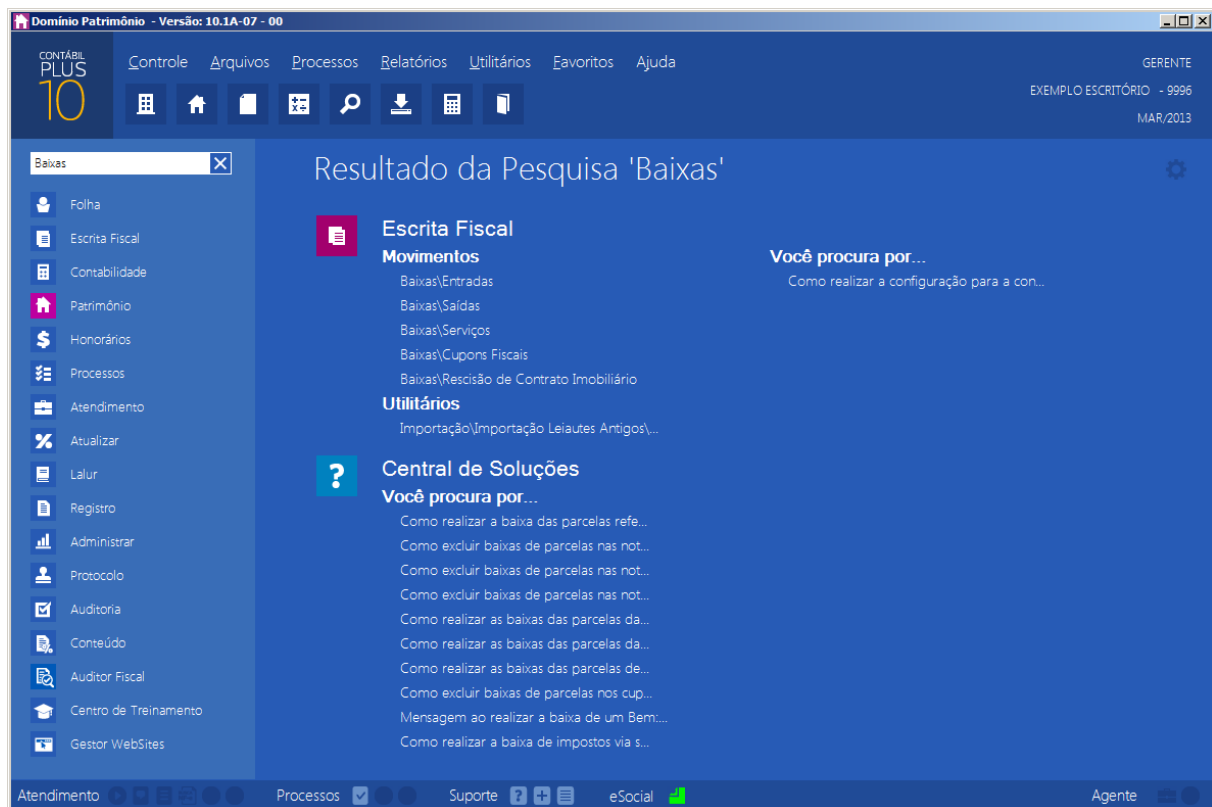 Domínio Patrimônio - Versão: 10.1A-07 - 00
CONTÁBIL
PLUS
10
Controle Arquivos Processos Relatórios Utilitários Favoritos Ajuda
GERENTE
EXEMPLO ESCRITÓRIO - 9996
MAR/2013
Baixas
Folha
Escrita Fiscal
Contabilidade
Patrimônio
Honorários
Processos
Atendimento
Atualizar
Lalur
Registro
Administrar
Protocolo
Auditoria
Conteúdo
Auditor Fiscal
Centro de Treinamento
Gestor WebSites
Resultado da Pesquisa 'Baixas'
Escrita Fiscal
Movimentos
Baixas\Entradas
Baixas\Saídas
Baixas\Serviços
Baixas\Cupons Fiscais
Baixas\Rescisão de Contrato Imobiliário
Utilitários
Importação\Importação Leiautes Antigos\...
Você procura por...
Como realizar a configuração para a con...
Central de Soluções
Você procura por...
Como realizar a baixa das parcelas refe...
Como excluir baixas de parcelas nas not...
Como excluir baixas de parcelas nas not...
Como excluir baixas de parcelas nas not...
Como realizar as baixas das parcelas da...
Como realizar as baixas das parcelas da...
Como realizar as baixas das parcelas de...
Como excluir baixas de parcelas nos cup...
Mensagem ao realizar a baixa de um Bem:...
Como realizar a baixa de impostos via s...
Atendimento Processos Suporte eSocial Agente